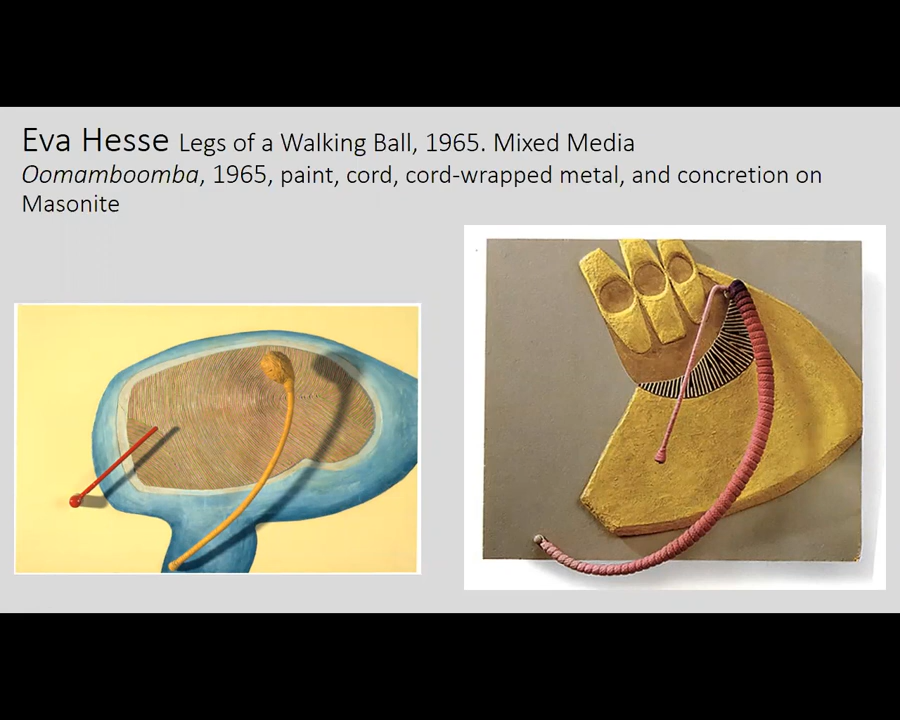 Eva Hesse Legs of a Walking Ball, 1965. Mixed Media
Oomamboomba, 1965, paint, cord, cord-wrapped metal, and concretion on
Masonite